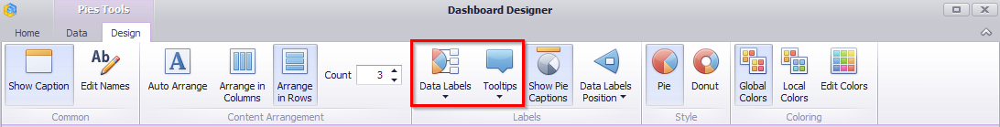 Pies Tools
Dashboard Designer
Home Data Design
Show Caption
Edit Names
Common
Auto Arrange
Arrange in
Columns
Arrange
in Rows
Count 3
Content Arrangement
Data Labels
Tooltips
Show Pie
Captions
Data Labels
Position
Labels
Pie
Donut
Style
Global
Colors
Local
Colors
Edit Colors
Coloring